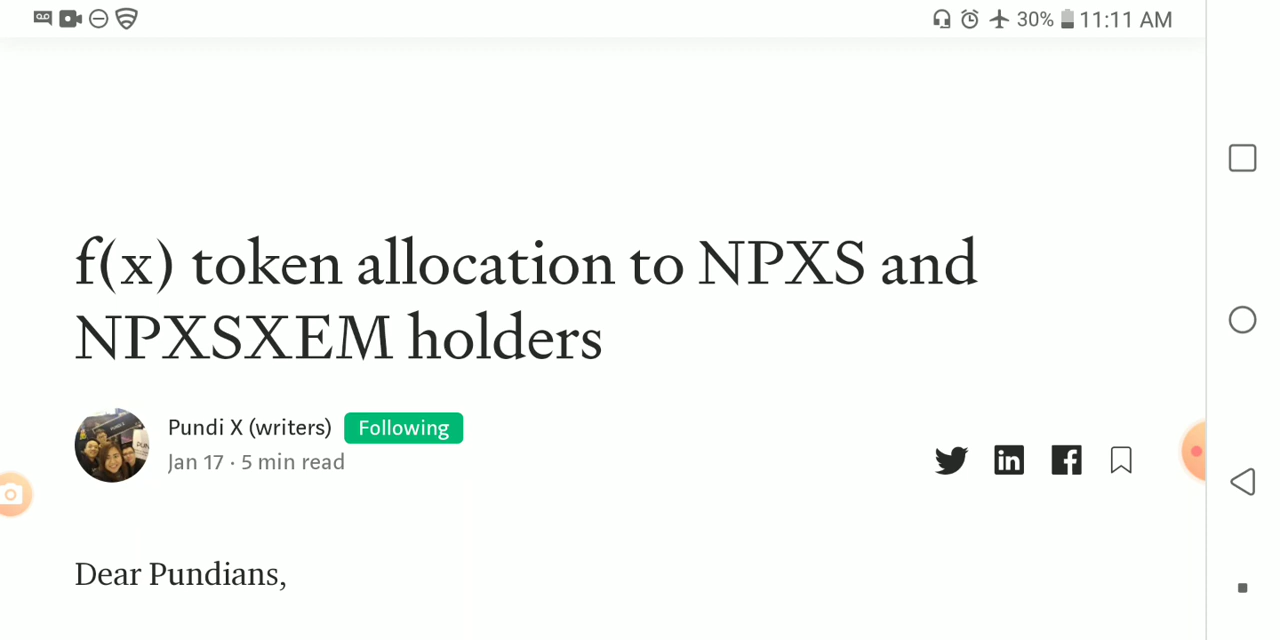 30% 11:11 AM
f(x) token allocation to NPXS and
NPXSXEM holders
Pundi X (writers) Following
Jan 17 · 5 min read
Dear Pundians,